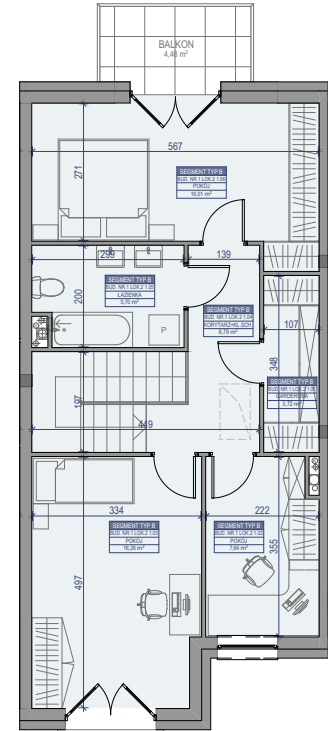 BALKON
4,48 m²
567
271
SEGMENT TYP B
BUD. NR.1 LOK.2 1.06
POKÓJ
16,01 m²
299
139
200
SEGMENT TYP B
BUD. NR.1 LOK.2 1.05
ŁAZIENKA
5,70 m²
P
SEGMENT TYP B
BUD. NR.1 LOK.2 1.04
KORYTARZ+KL.SCH.
8,79 m²
107
348
SEGMENT TYP B
BUD. NR.1 LOK.2 1.01
GARDEROBA
3,72 m²
197
449
334
222
SEGMENT TYP B
BUD. NR.1 LOK.2 1.03
POKÓJ
16,26 m²
SEGMENT TYP B
BUD. NR.1 LOK.2 1.02
POKÓJ
7,64 m²
355
497